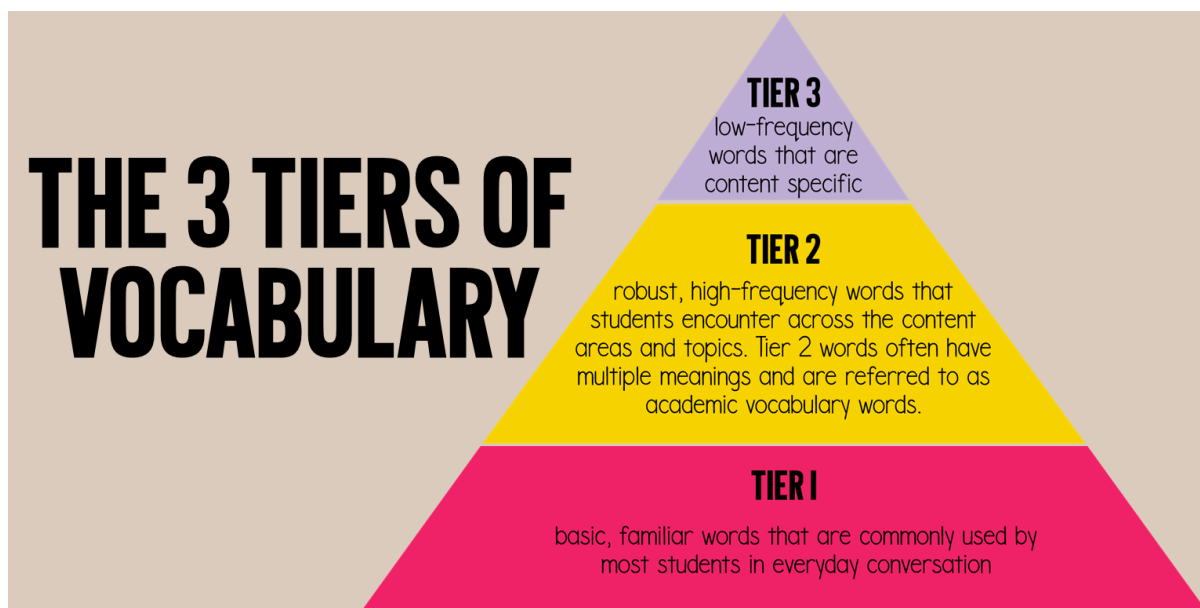 THE 3 TIERS OF
VOCABULARY
TIER 3
low-frequency
words that are
content specific
TIER 2
robust, high-frequency words that
students encounter across the content
areas and topics. Tier 2 words often have
multiple meanings and are referred to as
academic vocabulary words.
TIER 1
basic, familiar words that are commonly used by
most students in everyday conversation